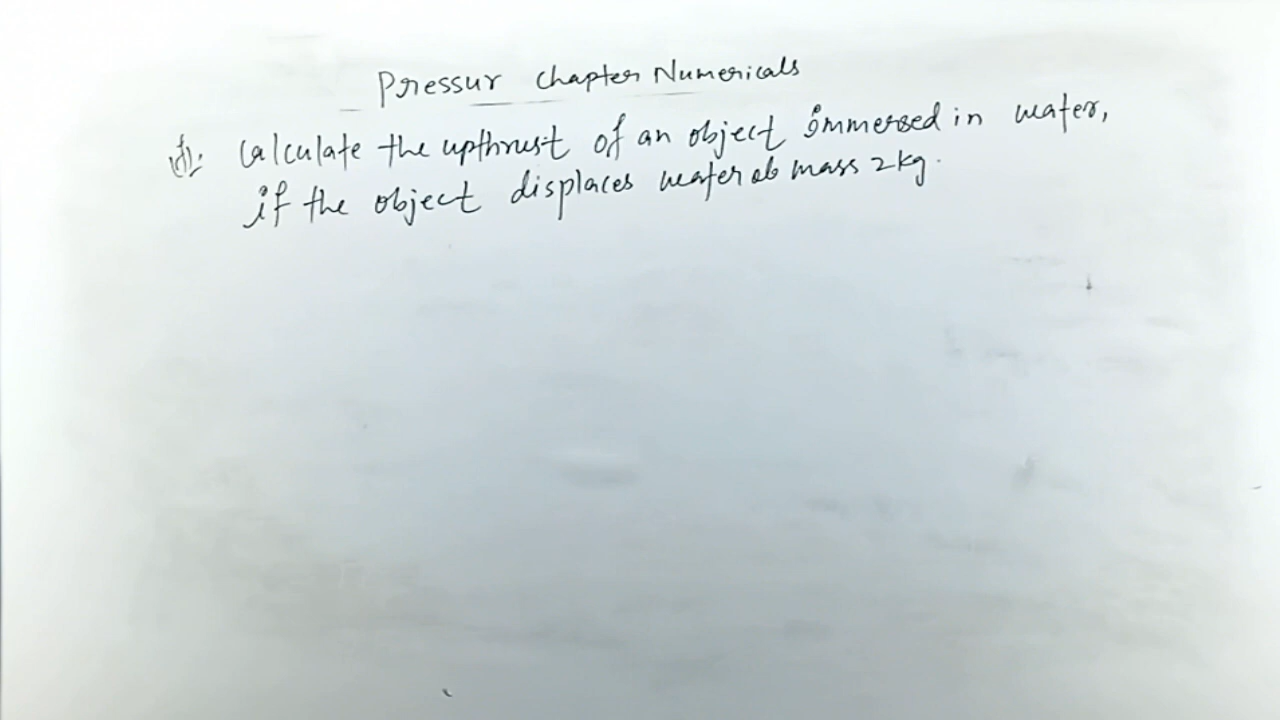 Pressur Chapter Numericals
Q1: Calculate the upthrust of an object immersed in water,
if the object displaces water ob mass 2kg.